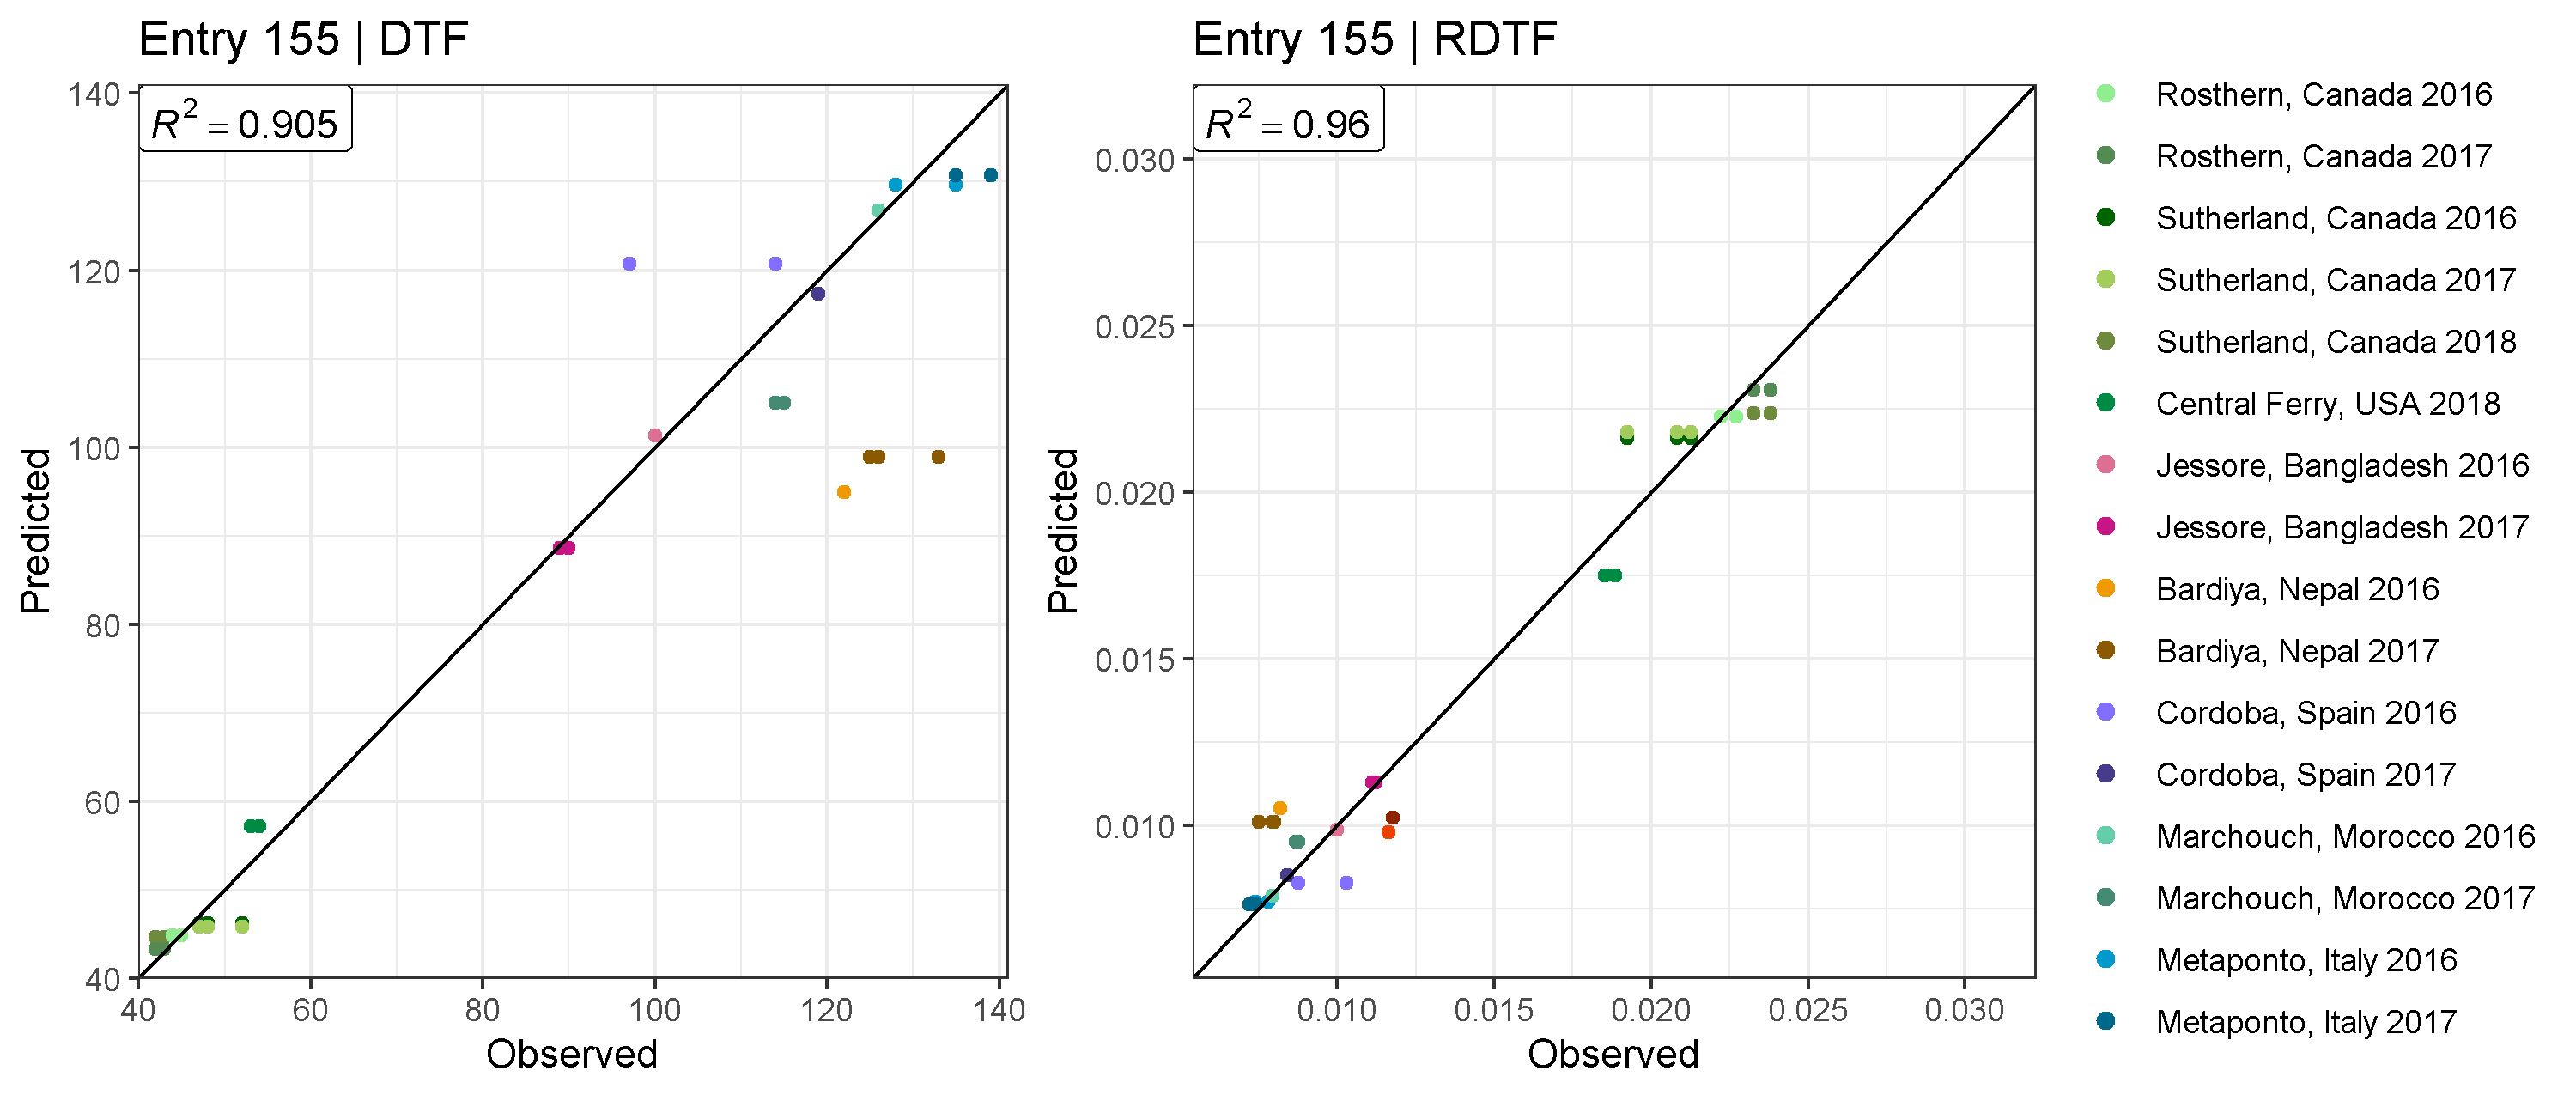 Entry 155 | DTF
R² = 0.905
140
120
100
80
60
40
Predicted
40 60 80 100 120 140
Observed
Entry 155 | RDTF
R² = 0.96
0.030
0.025
0.020
0.015
0.010
Predicted
0.010 0.015 0.020 0.025 0.030
Observed
Rosthern, Canada 2016
Rosthern, Canada 2017
Sutherland, Canada 2016
Sutherland, Canada 2017
Sutherland, Canada 2018
Central Ferry, USA 2018
Jessore, Bangladesh 2016
Jessore, Bangladesh 2017
Bardiya, Nepal 2016
Bardiya, Nepal 2017
Cordoba, Spain 2016
Cordoba, Spain 2017
Marchouch, Morocco 2016
Marchouch, Morocco 2017
Metaponto, Italy 2016
Metaponto, Italy 2017